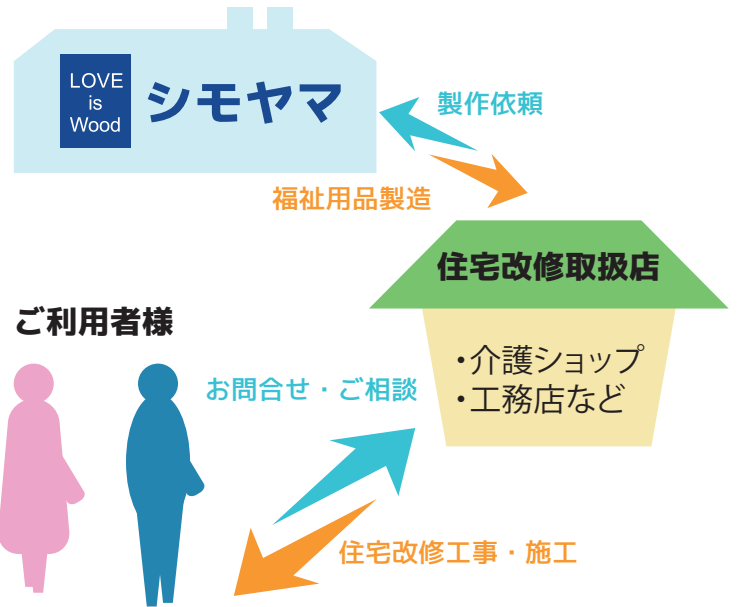 LOVE
is
Wood
シモヤマ
製作依頼
福祉用品製造
住宅改修取扱店
・介護ショップ
・工務店など
ご利用者様
お問合せ・ご相談
住宅改修工事・施工